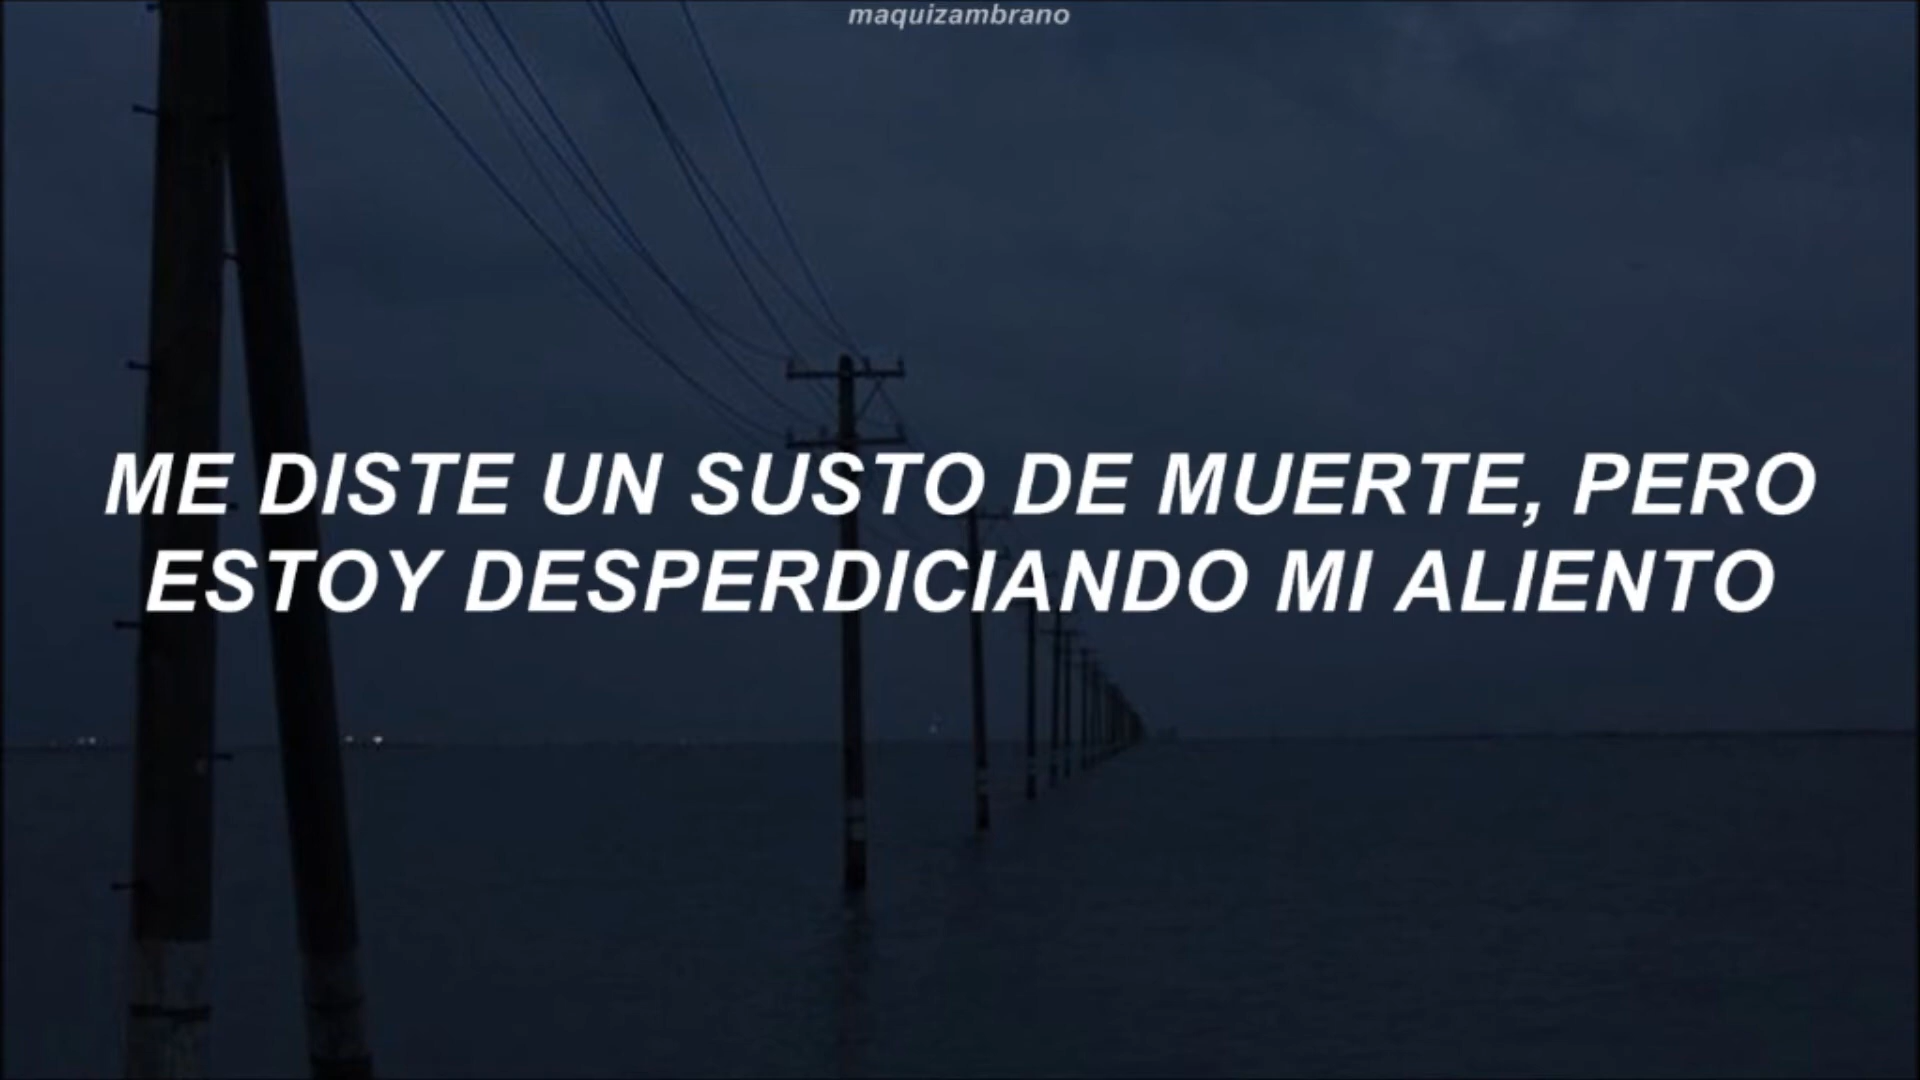 maquizambrano
ME DISTE UN SUSTO DE MUERTE, PERO
ESTOY DESPERDICIANDO MI ALIENTO